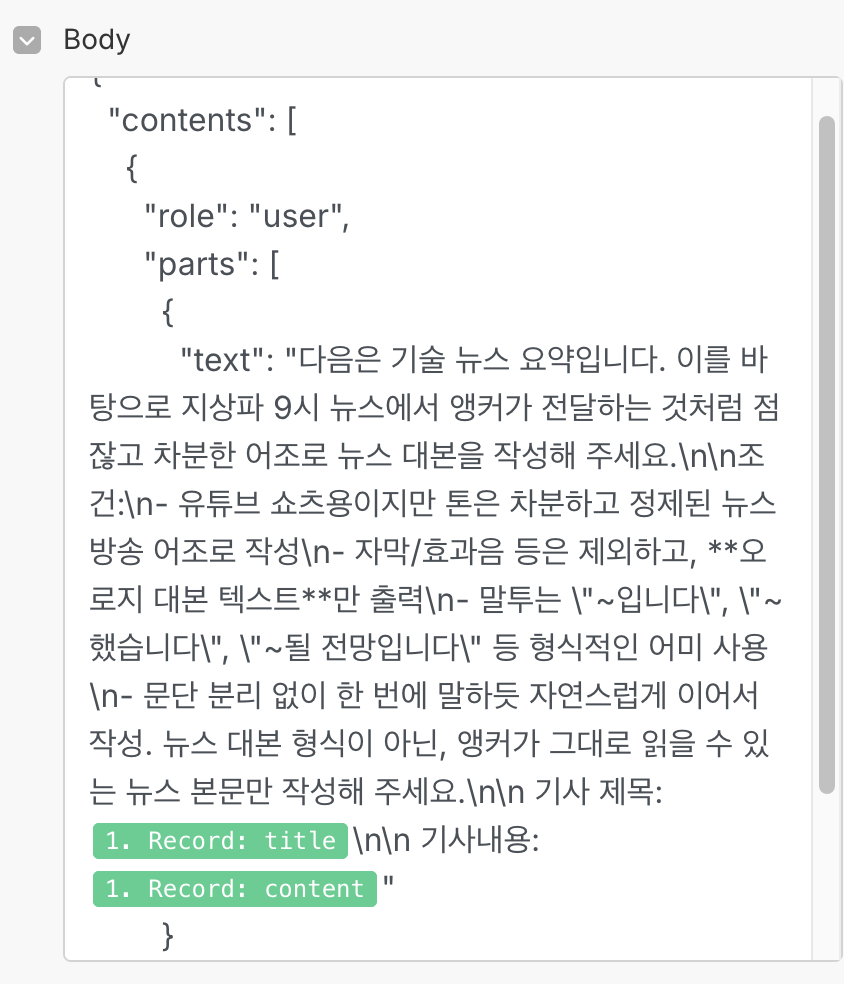 Body
{
"contents": [
{
"role": "user",
"parts": [
{
"text": "다음은 기술 뉴스 요약입니다. 이를 바
탕으로 지상파 9시 뉴스에서 앵커가 전달하는 것처럼 점
잖고 차분한 어조로 뉴스 대본을 작성해 주세요.\n\n조
건:\n- 유튜브 쇼츠용이지만 톤은 차분하고 정제된 뉴스
방송 어조로 작성\n- 자막/효과음 등은 제외하고, **오
로지 대본 텍스트**만 출력\n- 말투는 \"~입니다\", \"~
했습니다\", \"~될 전망입니다\" 등 형식적인 어미 사용
\n- 문단 분리 없이 한 번에 말하듯 자연스럽게 이어서
작성. 뉴스 대본 형식이 아닌, 앵커가 그대로 읽을 수 있
는 뉴스 본문만 작성해 주세요.\n\n 기사 제목:
1. Record: title \n\n 기사내용:
1. Record: content "
}